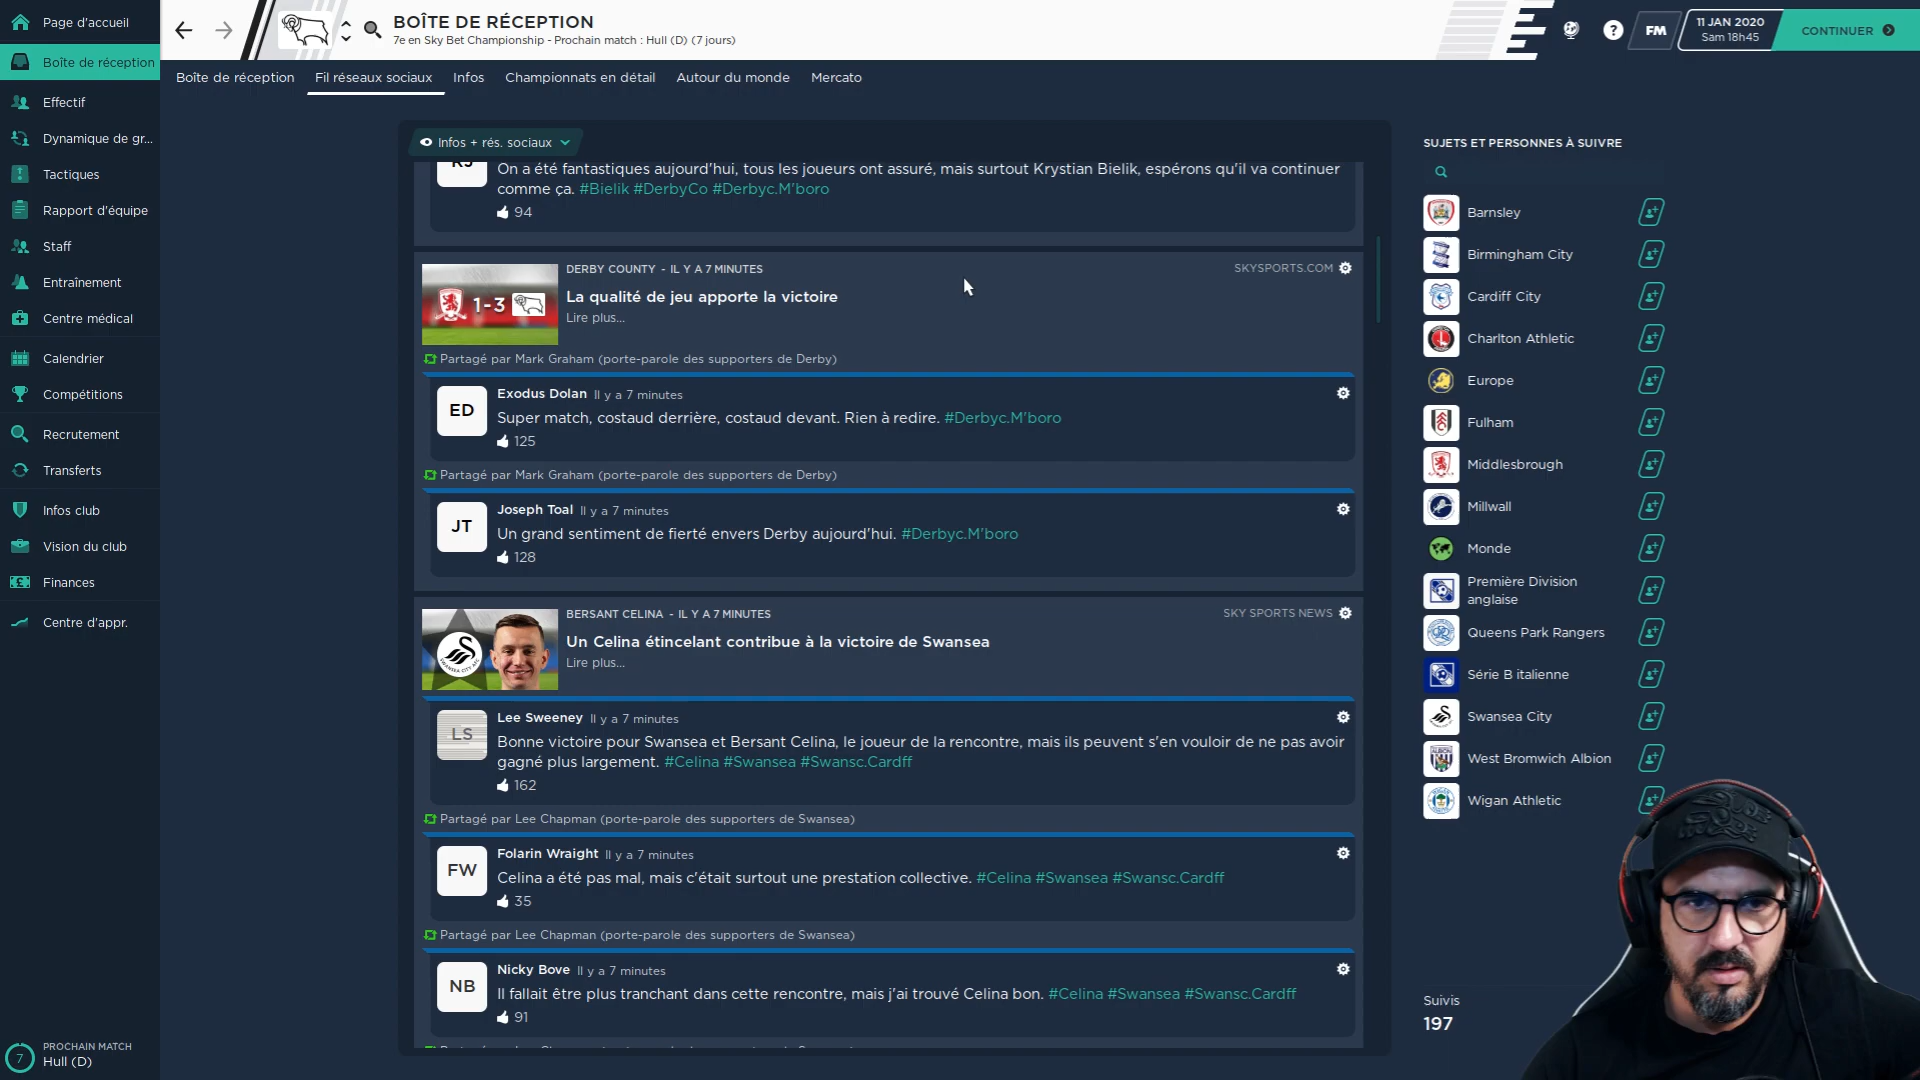 Page d'accueil
Boîte de réception
Effectif
Dynamique de gr...
Tactiques
Rapport d'équipe
Staff
Entraînement
Centre médical
Calendrier
Compétitions
Recrutement
Transferts
Infos club
Vision du club
Finances
Centre d'appr.
7
PROCHAIN MATCH
Hull (D)
BOÎTE DE RÉCEPTION
7e en Sky Bet Championship - Prochain match : Hull (D) (7 jours)
?
FM
11 JAN 2020
Sam 18h45
CONTINUER
Boîte de réception
Fil réseaux sociaux
Infos
Championnats en détail
Autour du monde
Mercato
Infos + rés. sociaux
On a été fantastiques aujourd'hui, tous les joueurs ont assuré, mais surtout Krystian Bielik, espérons qu'il va continuer
comme ça. #Bielik #DerbyCo #Derbyc.M'boro
94
1-3
DERBY COUNTY - IL Y A 7 MINUTES
SKYSPORTS.COM
La qualité de jeu apporte la victoire
Lire plus...
Partagé par Mark Graham (porte-parole des supporters de Derby)
ED
Exodus Dolan Il y a 7 minutes
Super match, costaud derrière, costaud devant. Rien à redire. #Derbyc.M'boro
125
Partagé par Mark Graham (porte-parole des supporters de Derby)
JT
Joseph Toal Il y a 7 minutes
Un grand sentiment de fierté envers Derby aujourd'hui. #Derbyc.M'boro
128
BERSANT CELINA - IL Y A 7 MINUTES
SKY SPORTS NEWS
Un Celina étincelant contribue à la victoire de Swansea
Lire plus...
LS
Lee Sweeney Il y a 7 minutes
Bonne victoire pour Swansea et Bersant Celina, le joueur de la rencontre, mais ils peuvent s'en vouloir de ne pas avoir
gagné plus largement. #Celina #Swansea #Swansc.Cardff
162
Partagé par Lee Chapman (porte-parole des supporters de Swansea)
FW
Folarin Wraight Il y a 7 minutes
Celina a été pas mal, mais c'était surtout une prestation collective. #Celina #Swansea #Swansc.Cardff
35
Partagé par Lee Chapman (porte-parole des supporters de Swansea)
NB
Nicky Bove Il y a 7 minutes
Il fallait être plus tranchant dans cette rencontre, mais j'ai trouvé Celina bon. #Celina #Swansea #Swansc.Cardff
91
SUJETS ET PERSONNES À SUIVRE
Barnsley
Birmingham City
Cardiff City
Charlton Athletic
Europe
Fulham
Middlesbrough
Millwall
Monde
Première Division
anglaise
Queens Park Rangers
Série B italienne
Swansea City
West Bromwich Albion
Wigan Athletic
Suivis
197